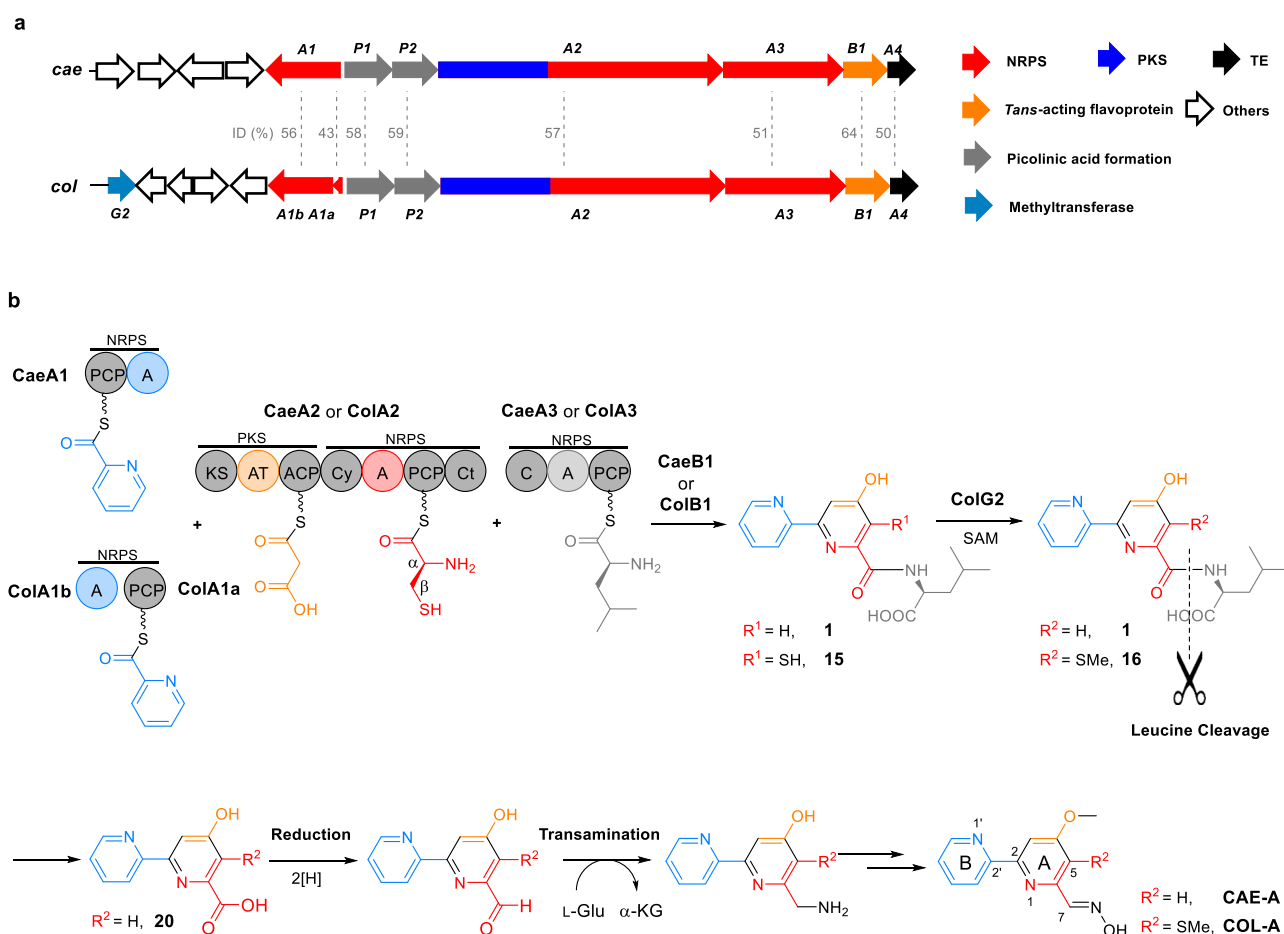 a
A1 P1 P2 A2 A3 B1 A4
cae
ID (%) 56 43 58 59 57 51 64 50
col
G2 A1b A1a P1 P2 A2 A3 B1 A4
NRPS PKS TE
Tans-acting flavoprotein Others
Picolinic acid formation
Methyltransferase
b
NRPS
CaeA1 PCP A
S
O
N
NRPS
ColA1b A PCP ColA1a
S
O
N
+
CaeA2 or ColA2
PKS NRPS
KS AT ACP Cy A PCP Ct
S S
O O
α NH2
β
O OH SH
+
CaeA3 or ColA3
NRPS
C A PCP
S
O
NH2
CaeB1
or
ColB1
OH
N R1
N
O NH
HOOC
R1 = H, 1
R1 = SH, 15
ColG2
SAM
OH
N R2
N
O NH
HOOC
R2 = H, 1
R2 = SMe, 16
Leucine Cleavage
OH
N R2
N
OH
O
R2 = H, 20
Reduction
2[H]
OH
N R2
N
O H
Transamination
L-Glu α-KG
OH
N R2
N
NH2
O
1' N R2
B 2 A 5
2' N
1
7 N
OH
R2 = H, CAE-A
R2 = SMe, COL-A